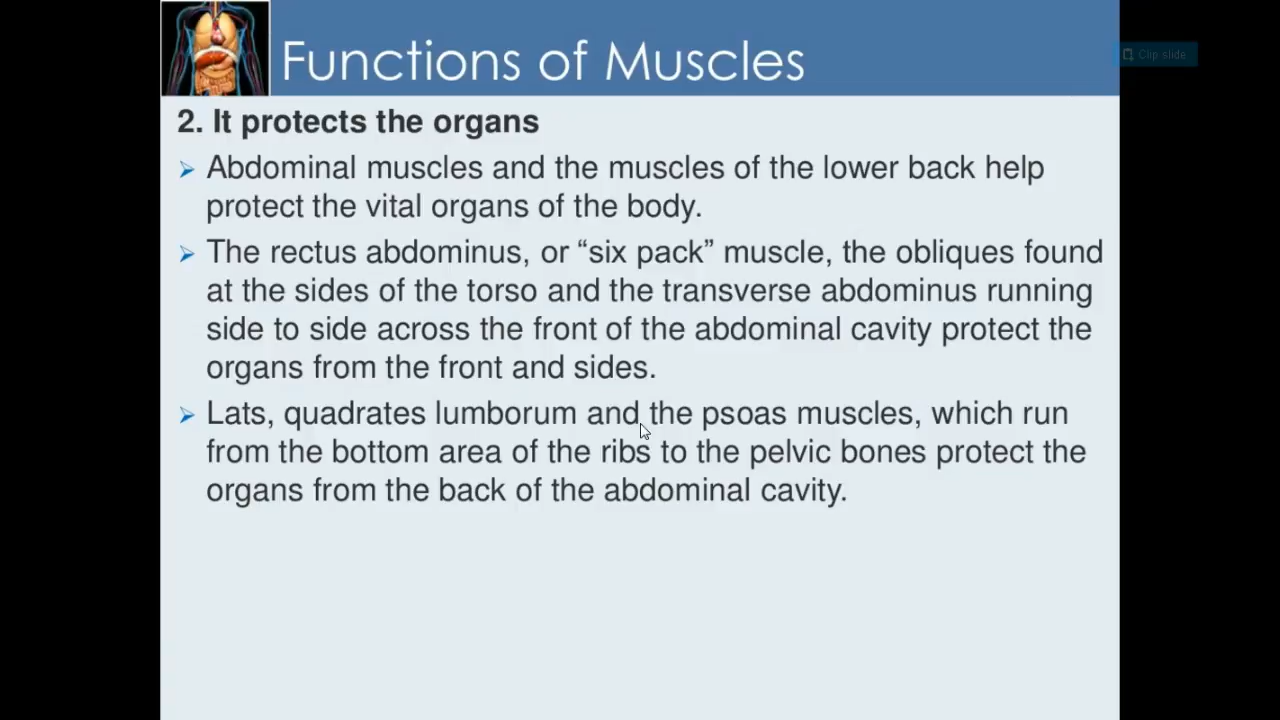 Functions of Muscles
Clip slide
2. It protects the organs
Abdominal muscles and the muscles of the lower back help
protect the vital organs of the body.
The rectus abdominus, or “six pack” muscle, the obliques found
at the sides of the torso and the transverse abdominus running
side to side across the front of the abdominal cavity protect the
organs from the front and sides.
Lats, quadrates lumborum and the psoas muscles, which run
from the bottom area of the ribs to the pelvic bones protect the
organs from the back of the abdominal cavity.